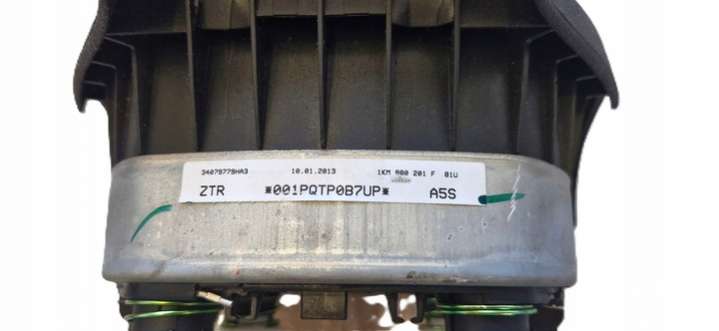 34079779HA3 10.01.2013 1KM 880 201 F 81U
ZTR *001PQTP0B7UP* A5S